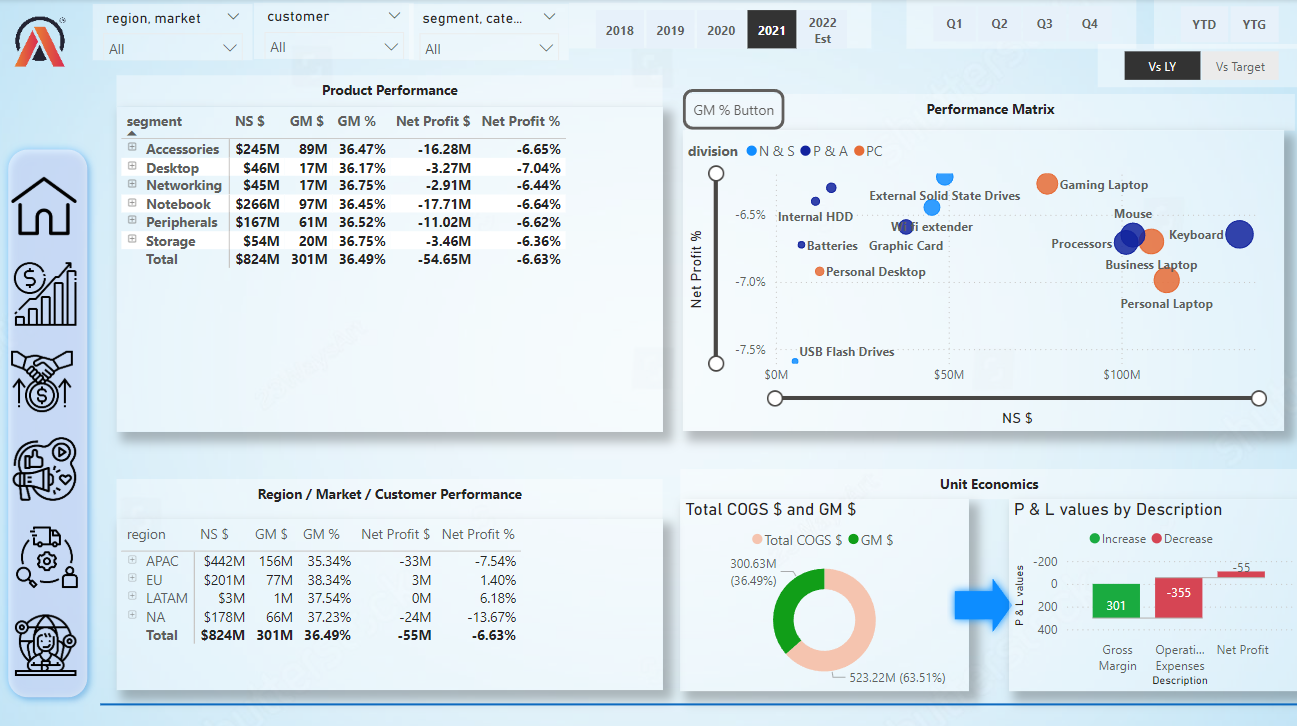 region, market
customer
segment, cate...
All
All
All
2018 2019 2020 2021 2022 Est
Q1 Q2 Q3 Q4
YTD YTG
Vs LY Vs Target
Product Performance
segment NS $ GM $ GM % Net Profit $ Net Profit %
Accessories $245M 89M 36.47% -16.28M -6.65%
Desktop $46M 17M 36.17% -3.27M -7.04%
Networking $45M 17M 36.75% -2.91M -6.44%
Notebook $266M 97M 36.45% -17.71M -6.64%
Peripherals $167M 61M 36.52% -11.02M -6.62%
Storage $54M 20M 36.75% -3.46M -6.36%
Total $824M 301M 36.49% -54.65M -6.63%
GM % Button
Performance Matrix
division N & S P & A PC
Net Profit %
-6.5%
-7.0%
-7.5%
External Solid State Drives
Gaming Laptop
Internal HDD
Mouse
Wi fi extender
Keyboard
Batteries
Graphic Card
Processors
Business Laptop
Personal Desktop
Personal Laptop
USB Flash Drives
$0M $50M $100M
NS $
Region / Market / Customer Performance
region NS $ GM $ GM % Net Profit $ Net Profit %
APAC $442M 156M 35.34% -33M -7.54%
EU $201M 77M 38.34% 3M 1.40%
LATAM $3M 1M 37.54% 0M 6.18%
NA $178M 66M 37.23% -24M -13.67%
Total $824M 301M 36.49% -55M -6.63%
Unit Economics
Total COGS $ and GM $
Total COGS $ GM $
300.63M
(36.49%)
523.22M (63.51%)
P & L values by Description
Increase Decrease
P & L values
-200
0
200
400
301
-355
-55
Gross
Margin
Operati...
Expenses
Net Profit
Description